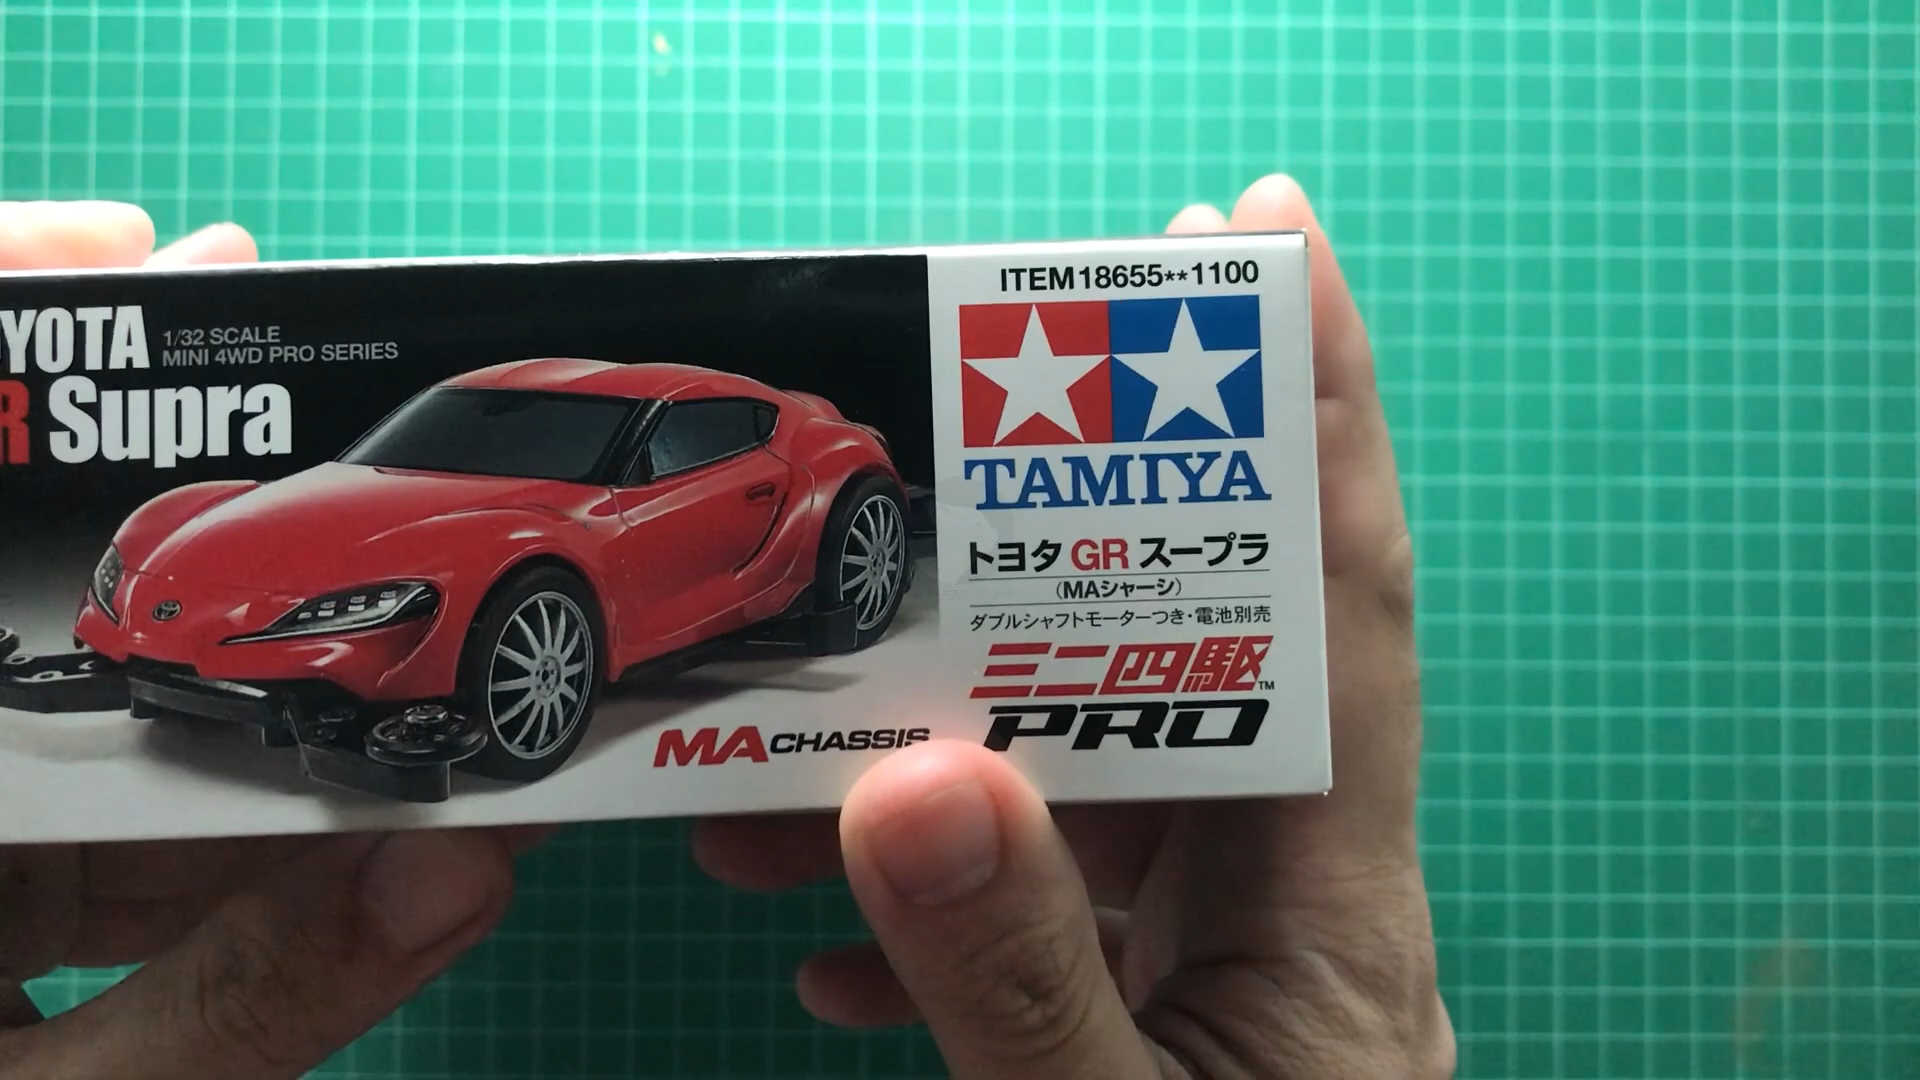 YOTA
1/32 SCALE
MINI 4WD PRO SERIES
R Supra
MA CHASSIS
ITEM18655**1100
TAMIYA
トヨタ GR スープラ
(MAシャーシ)
ダブルシャフトモーターつき・電池別売
ミニ四駆™
PRO